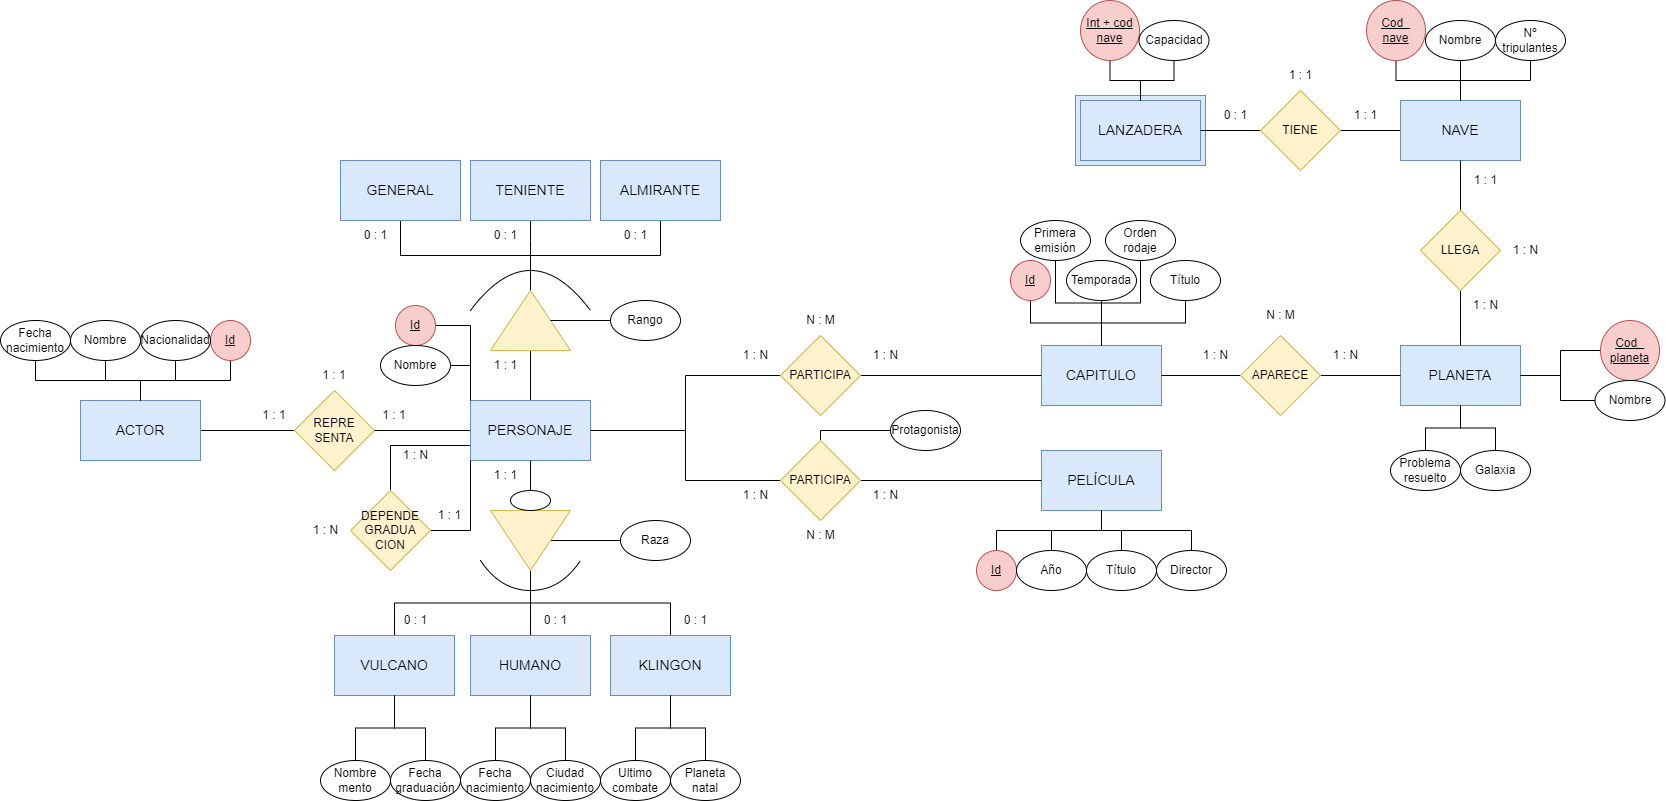 Int + cod
nave
Capacidad
Cod_
nave
Nombre
Nº
tripulantes
1 : 1
LANZADERA
0 : 1
TIENE
1 : 1
NAVE
GENERAL
TENIENTE
ALMIRANTE
1 : 1
0 : 1
0 : 1
0 : 1
Primera
emisión
Orden
rodaje
LLEGA
1 : N
Id
Temporada
Título
Rango
Id
N : M
N : M
1 : N
Fecha
nacimiento
Nombre
Nacionalidad
Id
Nombre
1 : 1
1 : N
1 : N
1 : N
1 : N
Cod_
planeta
1 : 1
PARTICIPA
CAPITULO
APARECE
PLANETA
Nombre
ACTOR
1 : 1
REPRE
SENTA
1 : 1
PERSONAJE
Protagonista
1 : N
1 : 1
Problema
resuelto
Galaxia
PARTICIPA
PELÍCULA
1 : N
1 : N
DEPENDE
GRADUA
CION
1 : N
1 : 1
N : M
Raza
Id
Año
Título
Director
0 : 1
0 : 1
0 : 1
VULCANO
HUMANO
KLINGON
Nombre
mento
Fecha
graduación
Fecha
nacimiento
Ciudad
nacimiento
Ultimo
combate
Planeta
natal